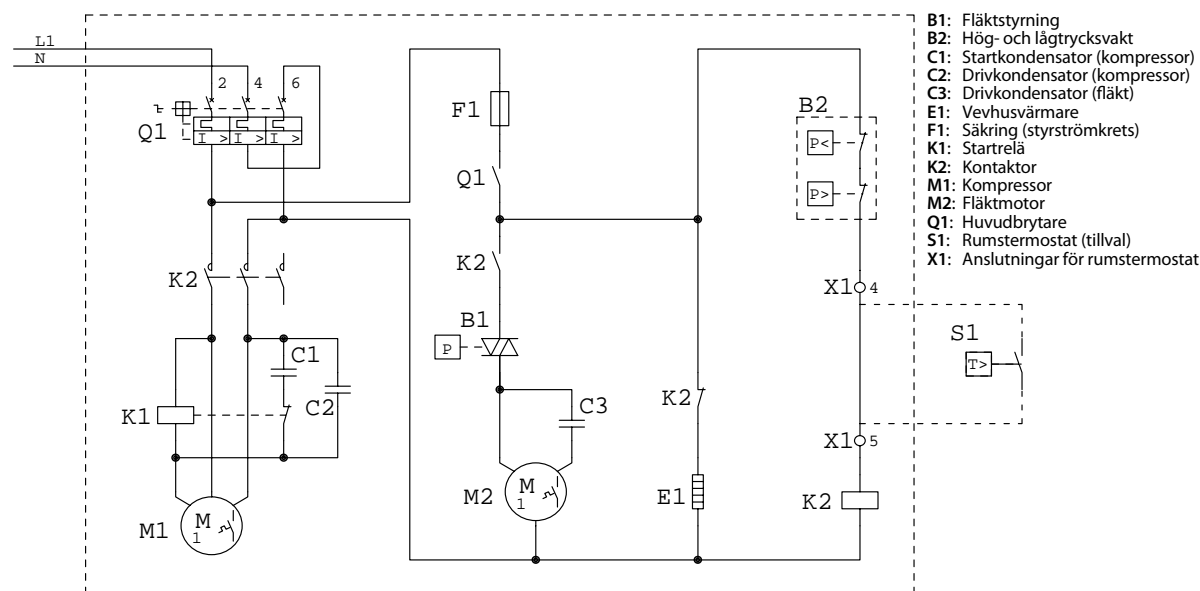 L1
N
2 4 6
Q1
I > I > I >
K2
C1
C2
K1
M1
M
1
F1
Q1
K2
B1
P
C3
M2
M
1
K2
E1
B2
P<
P>
X1 4
S1
T>
X1 5
K2
B1: Fläktstyrning
B2: Hög- och lågtrycksvakt
C1: Startkondensator (kompressor)
C2: Drivkondensator (kompressor)
C3: Drivkondensator (fläkt)
E1: Vevhusvärmare
F1: Säkring (styrströmkrets)
K1: Startrelä
K2: Kontaktor
M1: Kompressor
M2: Fläktmotor
Q1: Huvudbrytare
S1: Rumstermostat (tillval)
X1: Anslutningar för rumstermostat